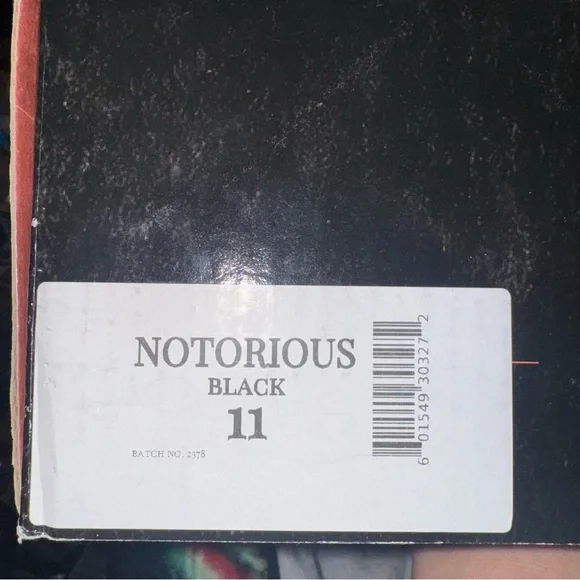 NOTORIOUS
BLACK
11
BATCH NO. 2378
6 01549 30327 2